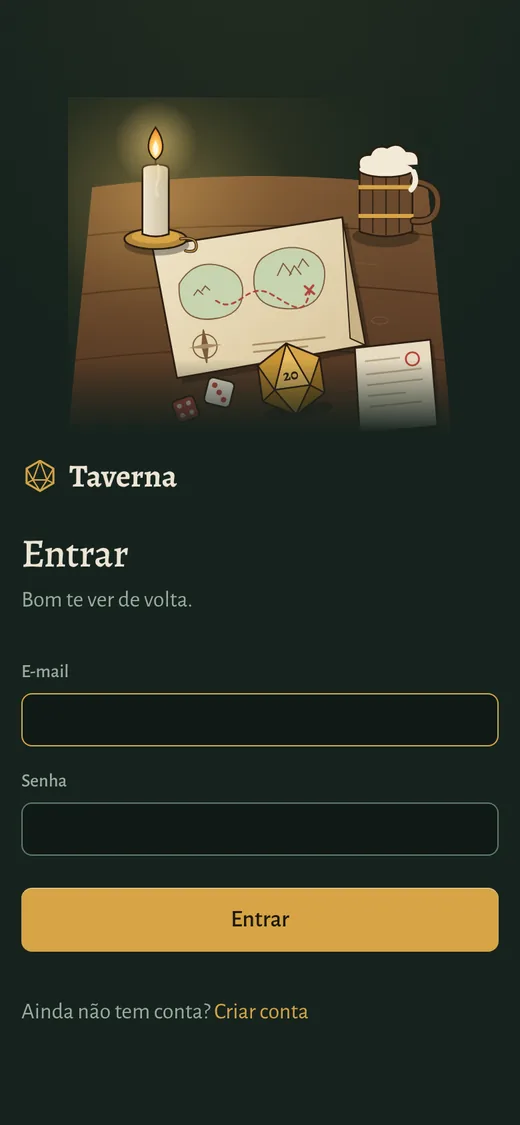 20
Taverna
Entrar
Bom te ver de volta.
E-mail
Senha
Entrar
Ainda não tem conta? Criar conta